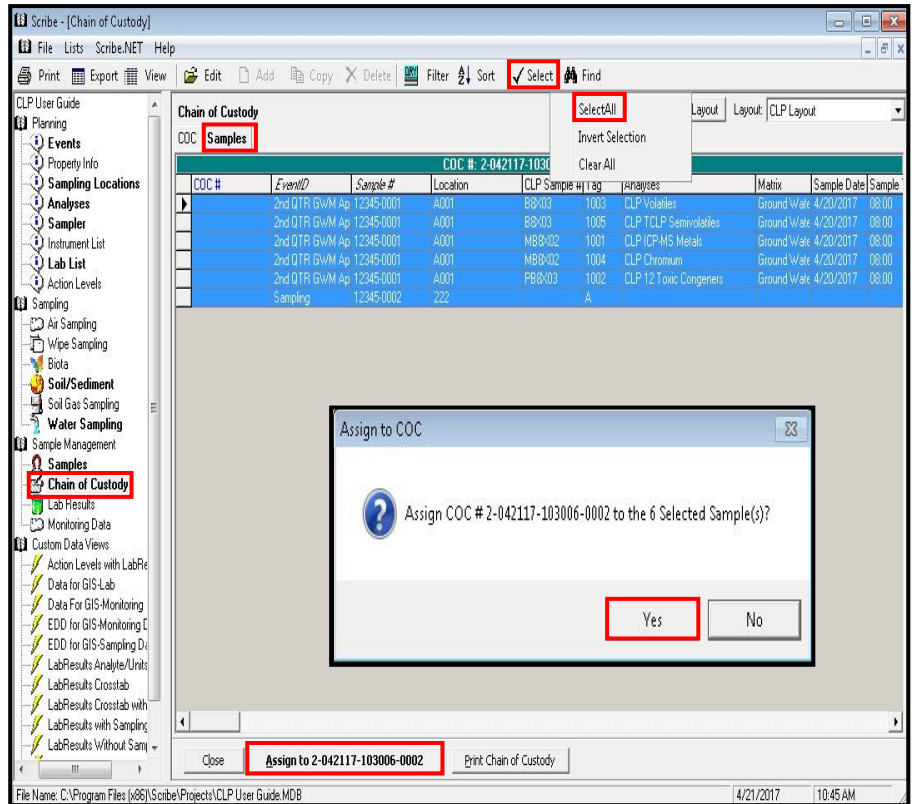 Scribe - [Chain of Custody]
File Lists Scribe.NET Help
Print Export View Edit Add Copy Delete QRY Filter Sort Select Find
CLP User Guide
Planning
Events
Property Info
Sampling Locations
Analyses
Sampler
Instrument List
Lab List
Action Levels
Sampling
Air Sampling
Wipe Sampling
Biota
Soil/Sediment
Soil Gas Sampling
Water Sampling
Sample Management
Samples
Chain of Custody
Lab Results
Monitoring Data
Custom Data Views
Action Levels with LabRe
Data for GIS-Lab
Data For GIS-Monitoring
EDD for GIS-Monitoring D
EDD for GIS-Sampling Da
LabResults Analyte/Units
LabResults Crosstab
LabResults Crosstab with
LabResults with Sampling
LabResults Without Samp
Chain of Custody
COC Samples
SelectAll
Invert Selection
Clear All
Layout Layout: CLP Layout
COC #: 2-042117-1030
COC # EventID Sample # Location CLP Sample # Tag Analyses Matrix Sample Date Sample
2nd QTR GWM Ap 12345-0001 A001 B8X03 1003 CLP Volatiles Ground Wate 4/20/2017 08:00
2nd QTR GWM Ap 12345-0001 A001 B8X03 1005 CLP TCLP Semivolatiles Ground Wate 4/20/2017 08:00
2nd QTR GWM Ap 12345-0001 A001 MB8X02 1001 CLP ICP-MS Metals Ground Wate 4/20/2017 08:00
2nd QTR GWM Ap 12345-0001 A001 MB8X02 1004 CLP Chromium Ground Wate 4/20/2017 08:00
2nd QTR GWM Ap 12345-0001 A001 PB8X03 1002 CLP 12 Toxic Congeners Ground Wate 4/20/2017 08:00
Sampling 12345-0002 222 A
Assign to COC
Assign COC # 2-042117-103006-0002 to the 6 Selected Sample(s)?
Yes No
Close Assign to 2-042117-103006-0002 Print Chain of Custody
File Name: C:\Program Files (x86)\Scribe\Projects\CLP User Guide.MDB 4/21/2017 10:45 AM